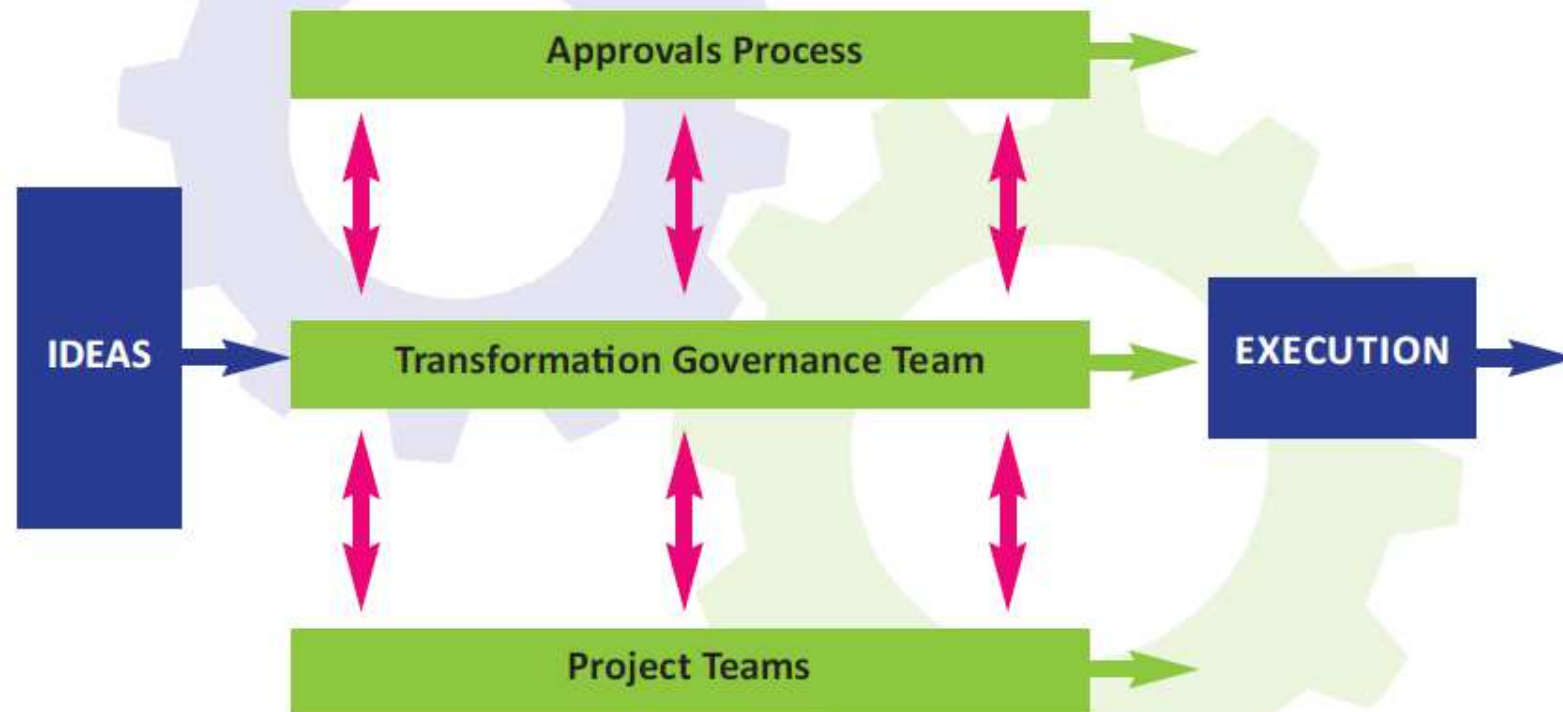 Approvals Process
IDEAS
Transformation Governance Team
EXECUTION
Project Teams